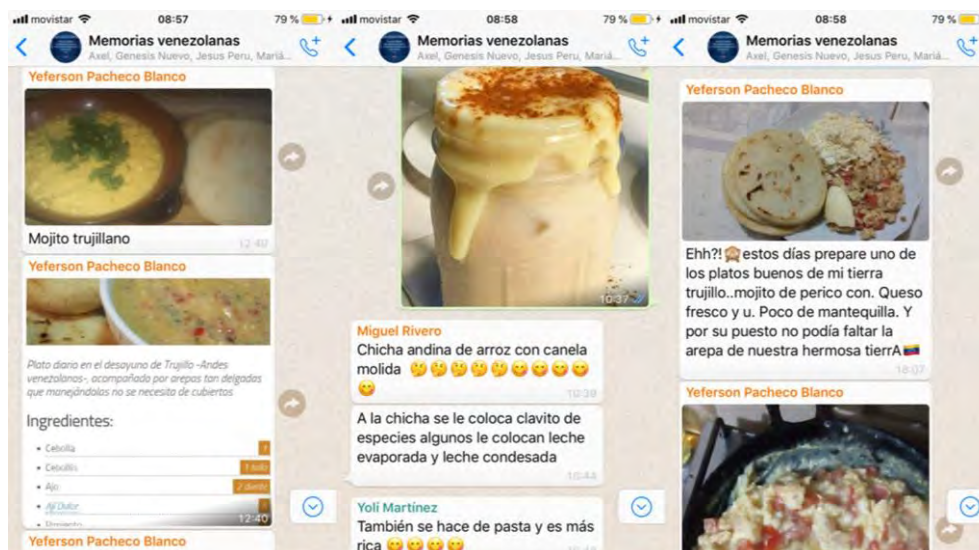 movistar
08:57
79 %
Memorias venezolanas
Axel, Genesis Nuevo, Jesus Peru, Mariá...
Yeferson Pacheco Blanco
Mojito trujillano
12:40
Yeferson Pacheco Blanco
Plato diario en el desayuno de Trujillo -Andes
venezolanos-, acompañado por arepas tan delgadas
que manejándolas no se necesita de cubiertos
Ingredientes:
• Cebolla
1
• Cebollín
1 tallo
• Ajo
2 diente
• Ají Dulce
12:40
Yeferson Pacheco Blanco
movistar
08:58
79 %
Memorias venezolanas
Axel, Genesis Nuevo, Jesus Peru, Mariá...
10:37
Miguel Rivero
Chicha andina de arroz con canela
molida 🤔🤔🤔🤔🤔😋😋😋😋
😋
10:39
A la chicha se le coloca clavito de
especies algunos le colocan leche
evaporada y leche condesada
10:44
Yoli Martínez
También se hace de pasta y es más
rica 😋😋😋😋
movistar
08:58
79 %
Memorias venezolanas
Axel, Genesis Nuevo, Jesus Peru, Mariá...
Yeferson Pacheco Blanco
Ehh?!🙈estos días prepare uno de
los platos buenos de mi tierra
trujillo..mojito de perico con. Queso
fresco y u. Poco de mantequilla. Y
por su puesto no podía faltar la
arepa de nuestra hermosa tierrA🇻🇪
18:07
Yeferson Pacheco Blanco